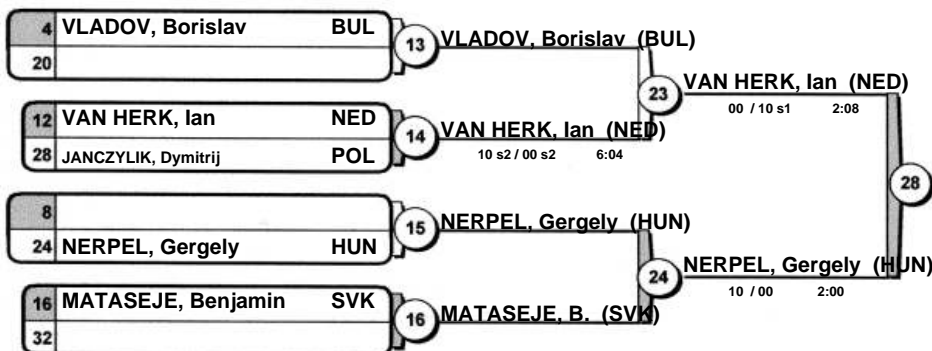 4 VLADOV, Borislav BUL
20
13 VLADOV, Borislav (BUL)
23 VAN HERK, Ian (NED)
00 / 10 s1 2:08
12 VAN HERK, Ian NED
28 JANCZYLIK, Dymitrij POL
14 VAN HERK, Ian (NED)
10 s2 / 00 s2 6:04
28
8
24 NERPEL, Gergely HUN
15 NERPEL, Gergely (HUN)
24 NERPEL, Gergely (HUN)
10 / 00 2:00
16 MATASEJE, Benjamin SVK
32
16 MATASEJE, B. (SVK)